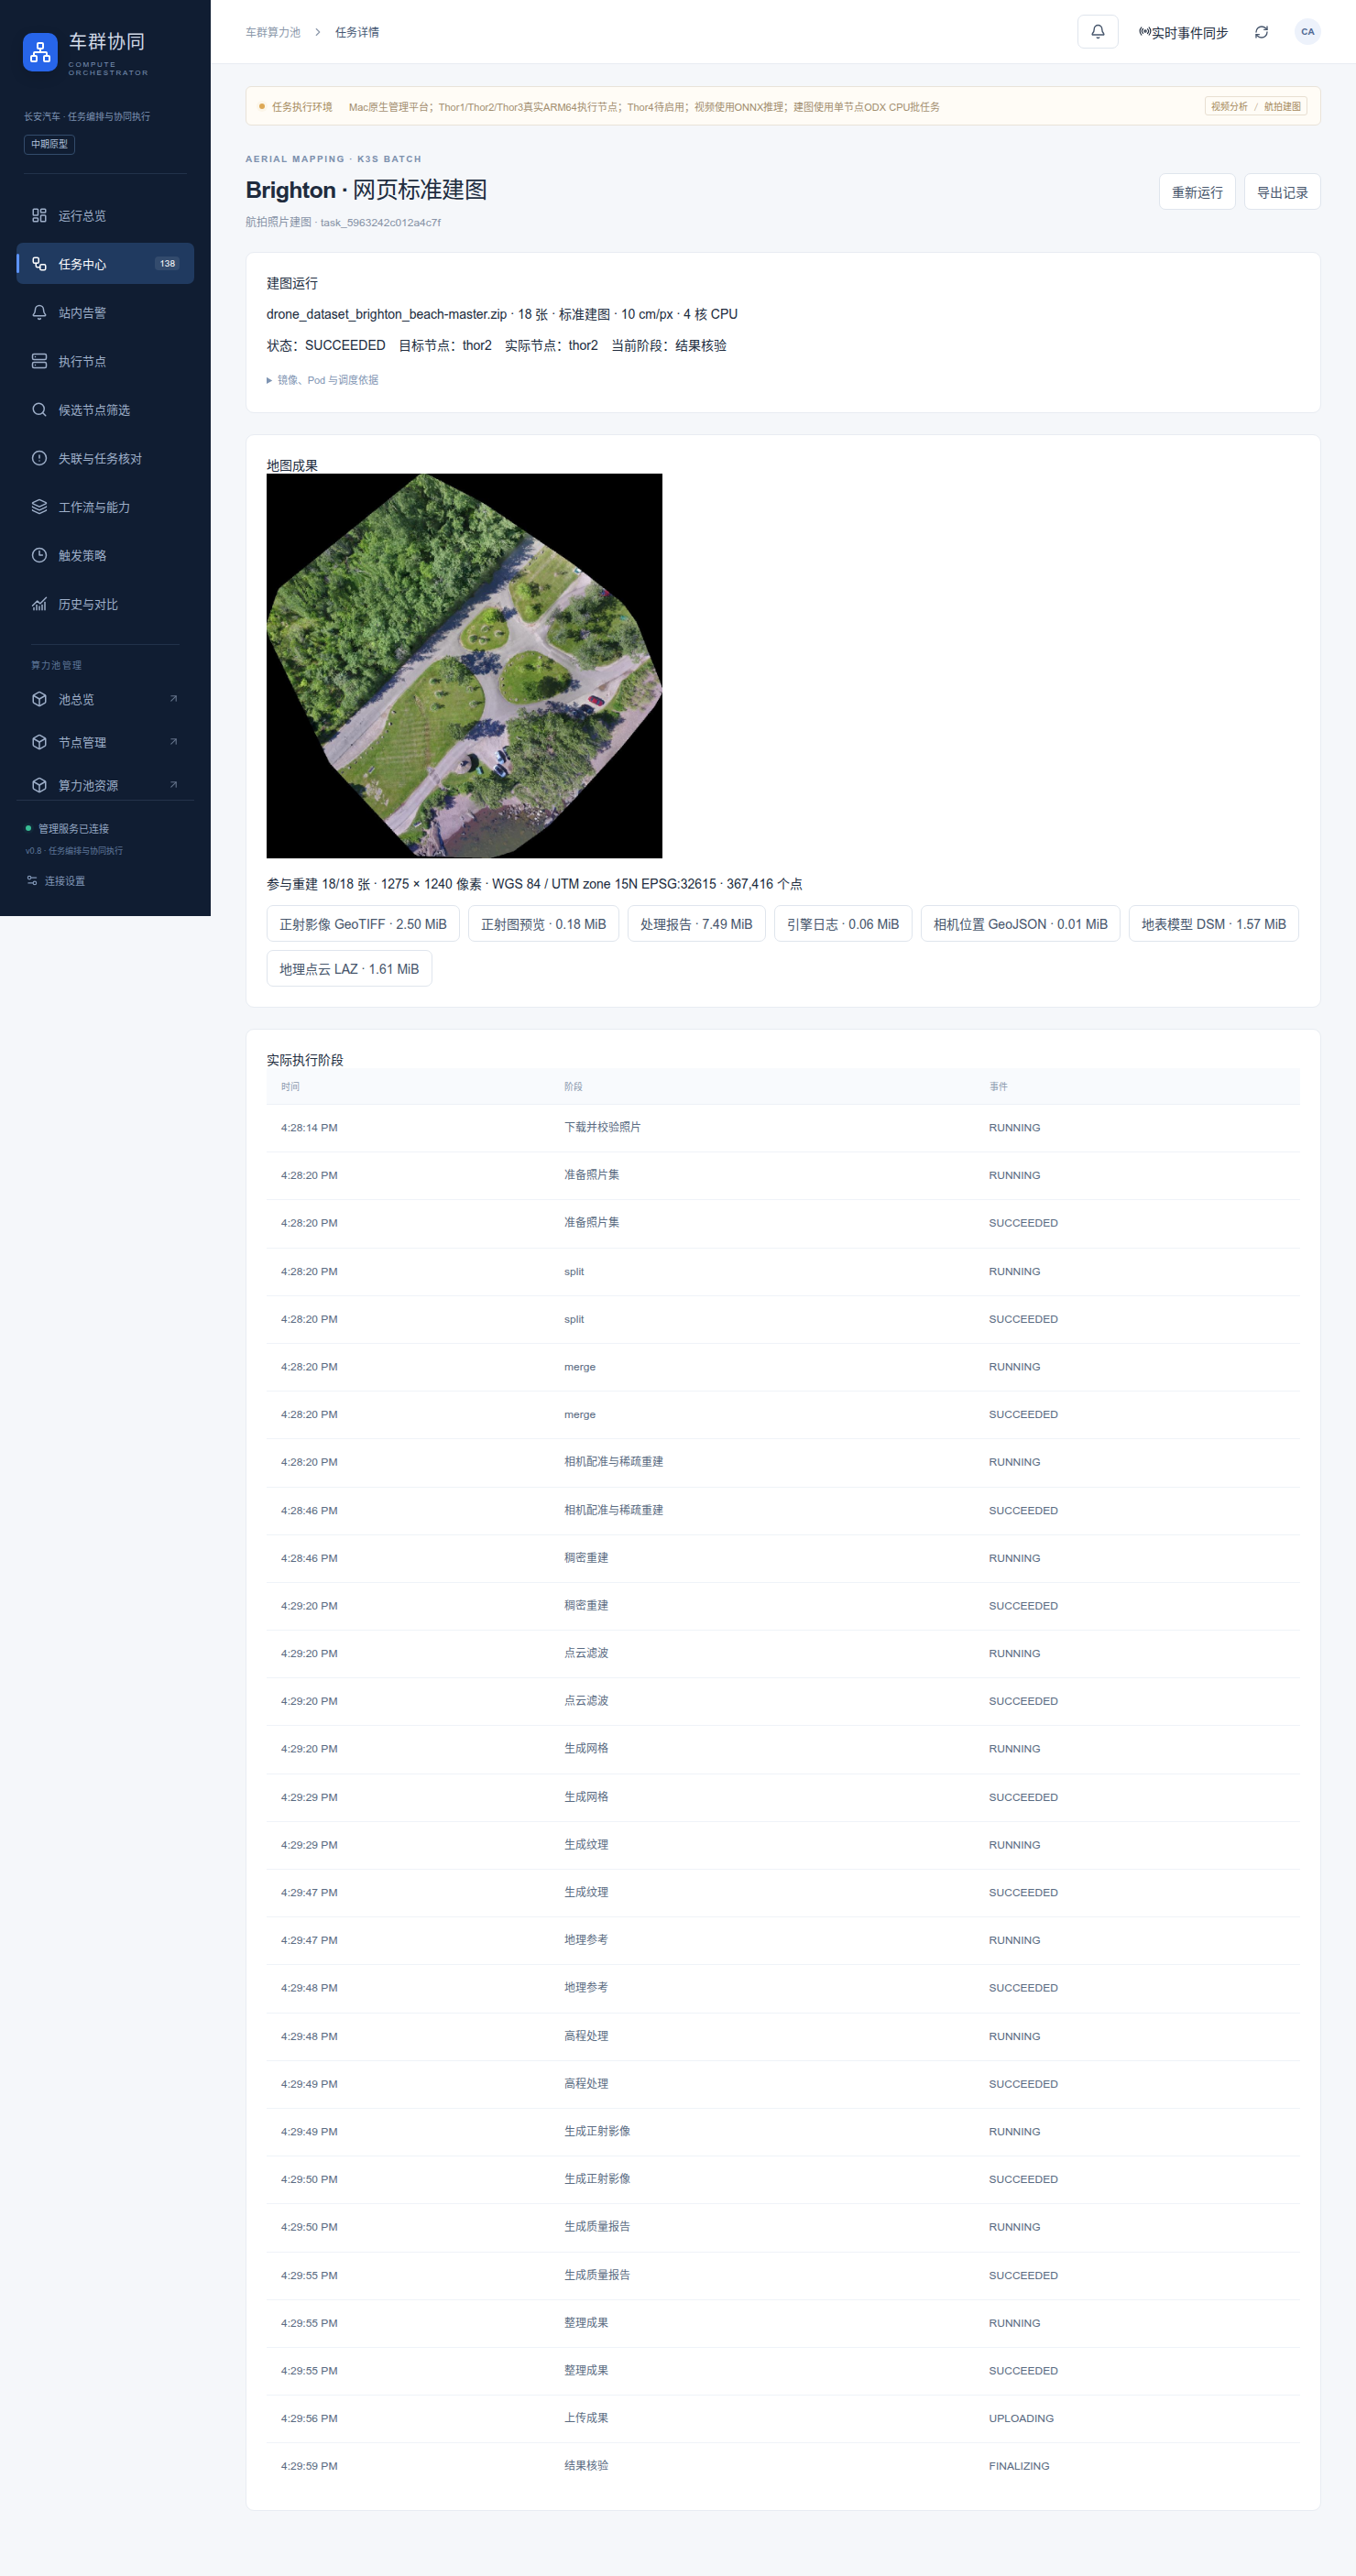 车群协同
COMPUTE
ORCHESTRATOR
长安汽车 · 任务编排与协同执行
中期原型
运行总览
任务中心 138
站内告警
执行节点
候选节点筛选
失联与任务核对
工作流与能力
触发策略
历史与对比
算力池管理
池总览
节点管理
算力池资源
管理服务已连接
v0.8 · 任务编排与协同执行
连接设置
车群算力池 任务详情
实时事件同步 CA
任务执行环境 Mac原生管理平台；Thor1/Thor2/Thor3真实ARM64执行节点；Thor4待启用；视频使用ONNX推理；建图使用单节点ODX CPU批任务 视频分析 / 航拍建图
AERIAL MAPPING · K3S BATCH
Brighton · 网页标准建图
航拍照片建图 · task_5963242c012a4c7f
重新运行 导出记录
建图运行
drone_dataset_brighton_beach-master.zip · 18 张 · 标准建图 · 10 cm/px · 4 核 CPU
状态：SUCCEEDED 目标节点：thor2 实际节点：thor2 当前阶段：结果核验
镜像、Pod 与调度依据
地图成果
参与重建 18/18 张 · 1275 × 1240 像素 · WGS 84 / UTM zone 15N EPSG:32615 · 367,416 个点
正射影像 GeoTIFF · 2.50 MiB 正射图预览 · 0.18 MiB 处理报告 · 7.49 MiB 引擎日志 · 0.06 MiB 相机位置 GeoJSON · 0.01 MiB 地表模型 DSM · 1.57 MiB
地理点云 LAZ · 1.61 MiB
实际执行阶段
时间 阶段 事件
4:28:14 PM 下载并校验照片 RUNNING
4:28:20 PM 准备照片集 RUNNING
4:28:20 PM 准备照片集 SUCCEEDED
4:28:20 PM split RUNNING
4:28:20 PM split SUCCEEDED
4:28:20 PM merge RUNNING
4:28:20 PM merge SUCCEEDED
4:28:20 PM 相机配准与稀疏重建 RUNNING
4:28:46 PM 相机配准与稀疏重建 SUCCEEDED
4:28:46 PM 稠密重建 RUNNING
4:29:20 PM 稠密重建 SUCCEEDED
4:29:20 PM 点云滤波 RUNNING
4:29:20 PM 点云滤波 SUCCEEDED
4:29:20 PM 生成网格 RUNNING
4:29:29 PM 生成网格 SUCCEEDED
4:29:29 PM 生成纹理 RUNNING
4:29:47 PM 生成纹理 SUCCEEDED
4:29:47 PM 地理参考 RUNNING
4:29:48 PM 地理参考 SUCCEEDED
4:29:48 PM 高程处理 RUNNING
4:29:49 PM 高程处理 SUCCEEDED
4:29:49 PM 生成正射影像 RUNNING
4:29:50 PM 生成正射影像 SUCCEEDED
4:29:50 PM 生成质量报告 RUNNING
4:29:55 PM 生成质量报告 SUCCEEDED
4:29:55 PM 整理成果 RUNNING
4:29:55 PM 整理成果 SUCCEEDED
4:29:56 PM 上传成果 UPLOADING
4:29:59 PM 结果核验 FINALIZING